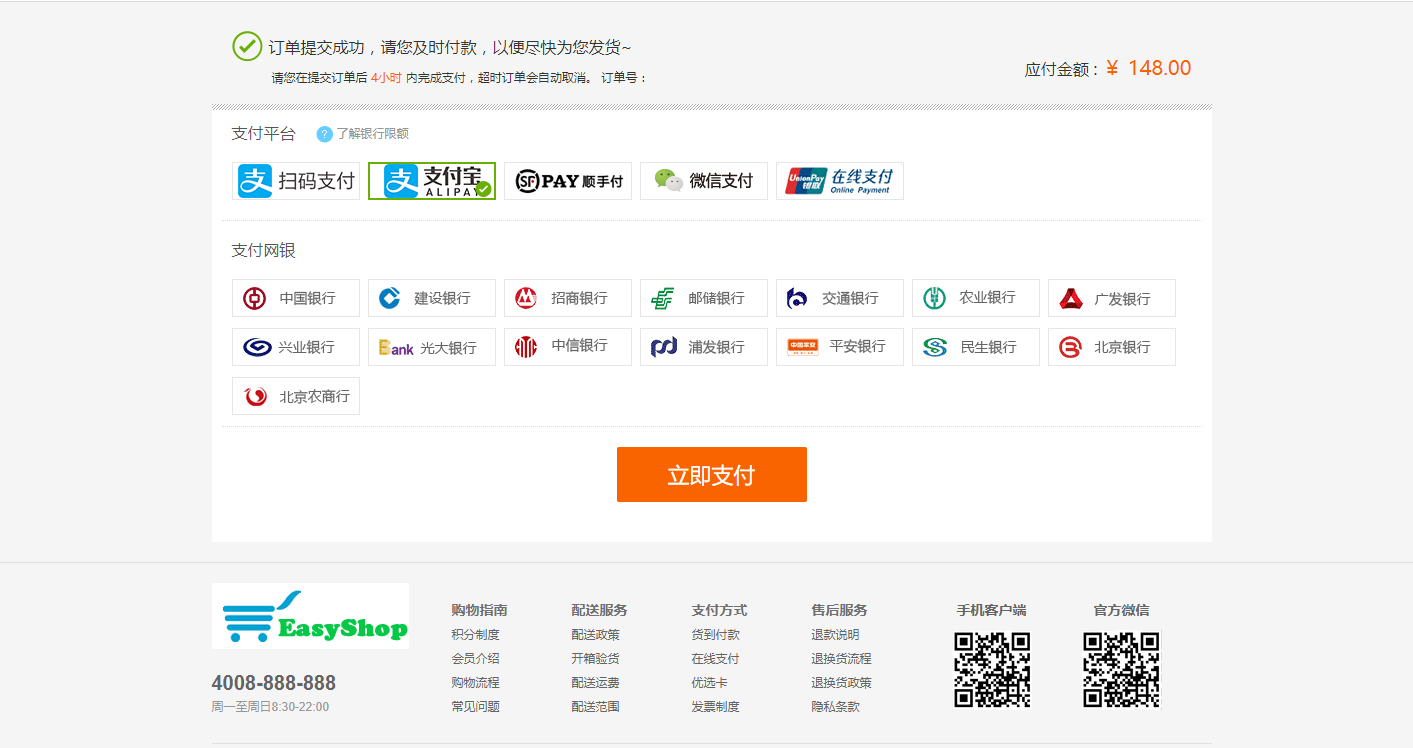 订单提交成功，请您及时付款，以便尽快为您发货~
请您在提交订单后 4小时 内完成支付，超时订单会自动取消。 订单号：
应付金额：¥ 148.00
支付平台 ? 了解银行限额
支 扫码支付
支 支付宝 ALIPAY
SF PAY 顺手付
微信支付
UnionPay 银联 在线支付 Online Payment
支付网银
中国银行 建设银行 招商银行 邮储银行 交通银行 农业银行 广发银行
兴业银行 Bank 光大银行 中信银行 浦发银行 中国平安 平安银行 民生银行 北京银行
北京农商行
立即支付
EasyShop
4008-888-888
周一至周日8:30-22:00
购物指南
积分制度
会员介绍
购物流程
常见问题
配送服务
配送政策
开箱验货
配送运费
配送范围
支付方式
货到付款
在线支付
优选卡
发票制度
售后服务
退款说明
退换货流程
退换货政策
隐私条款
手机客户端
官方微信